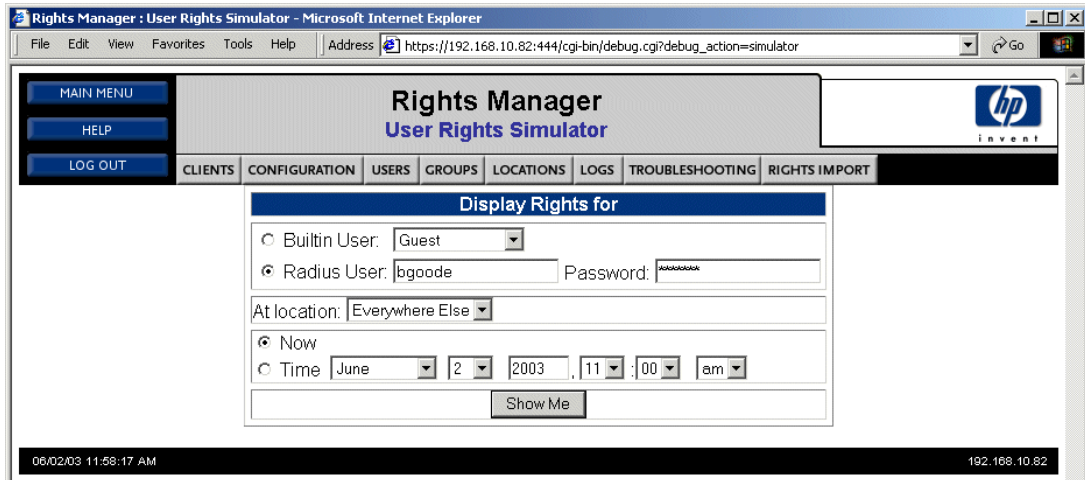 Rights Manager : User Rights Simulator - Microsoft Internet Explorer
File Edit View Favorites Tools Help Address https://192.168.10.82:444/cgi-bin/debug.cgi?debug_action=simulator Go
MAIN MENU
HELP
LOG OUT
Rights Manager
User Rights Simulator
hp
invent
CLIENTS CONFIGURATION USERS GROUPS LOCATIONS LOGS TROUBLESHOOTING RIGHTS IMPORT
Display Rights for
Builtin User: Guest
Radius User: bgoode Password: ********
At location: Everywhere Else
Now
Time June 2 2003 , 11 : 00 am
Show Me
06/02/03 11:58:17 AM 192.168.10.82